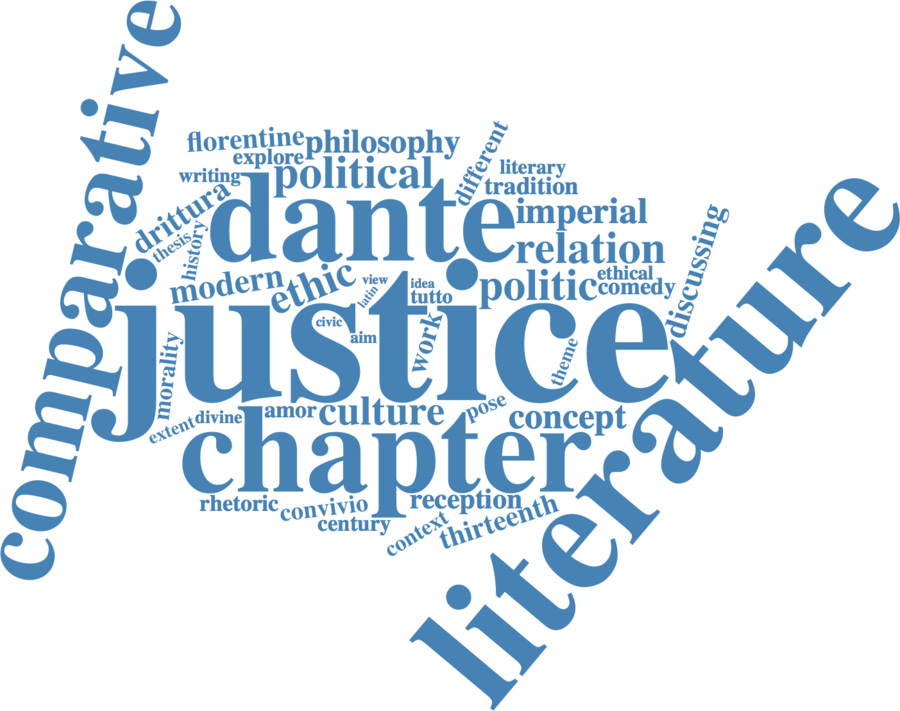 comparative
florentine
philosophy
explore
different
writing
political
literary
tradition
drittura
dante
imperial
thesis
history
relation
discussing
literature
modern
ethic
view
latin
idea
tutto
politic
ethical
comedy
justice
civic
aim
work
theme
morality
extent
divine
amor
culture
pose
concept
chapter
rhetoric
convivio
century
reception
context
thirteenth